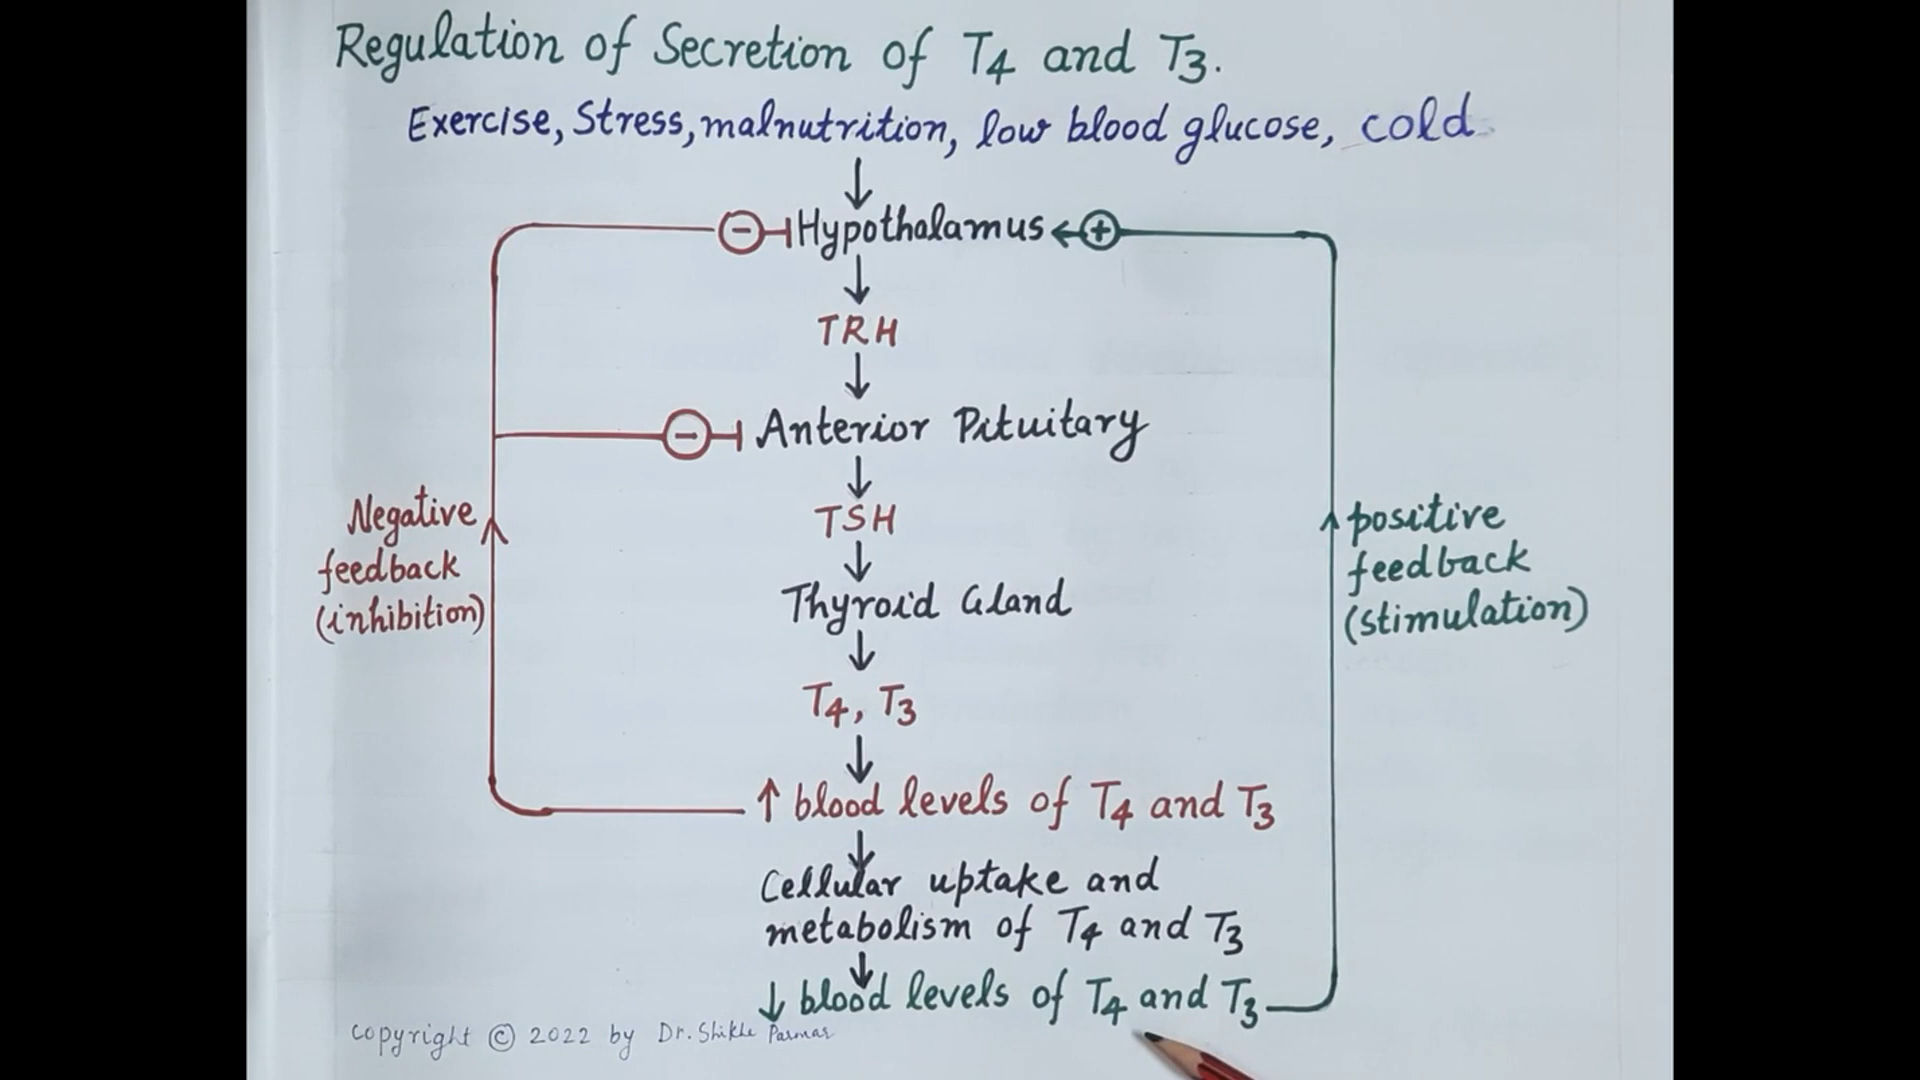 Regulation of Secretion of T4 and T3.
Exercise, Stress, malnutrition, low blood glucose, cold
Hypothalamus
TRH
Anterior Pituitary
TSH
Thyroid Gland
Negative
feedback
(inhibition)
positive
feedback
(stimulation)
T4, T3
↑ blood levels of T4 and T3
Cellular uptake and
metabolism of T4 and T3
↓ blood levels of T4 and T3
copyright © 2022 by Dr. Shikha Parmar